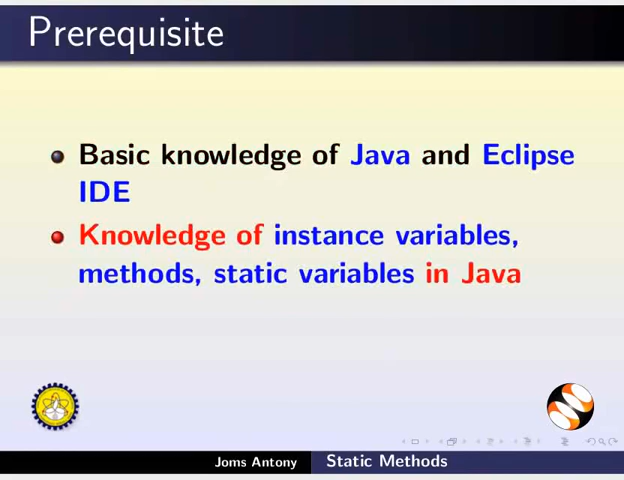 Prerequisite
Basic knowledge of Java and Eclipse
IDE
Knowledge of instance variables,
methods, static variables in Java
Joms Antony Static Methods